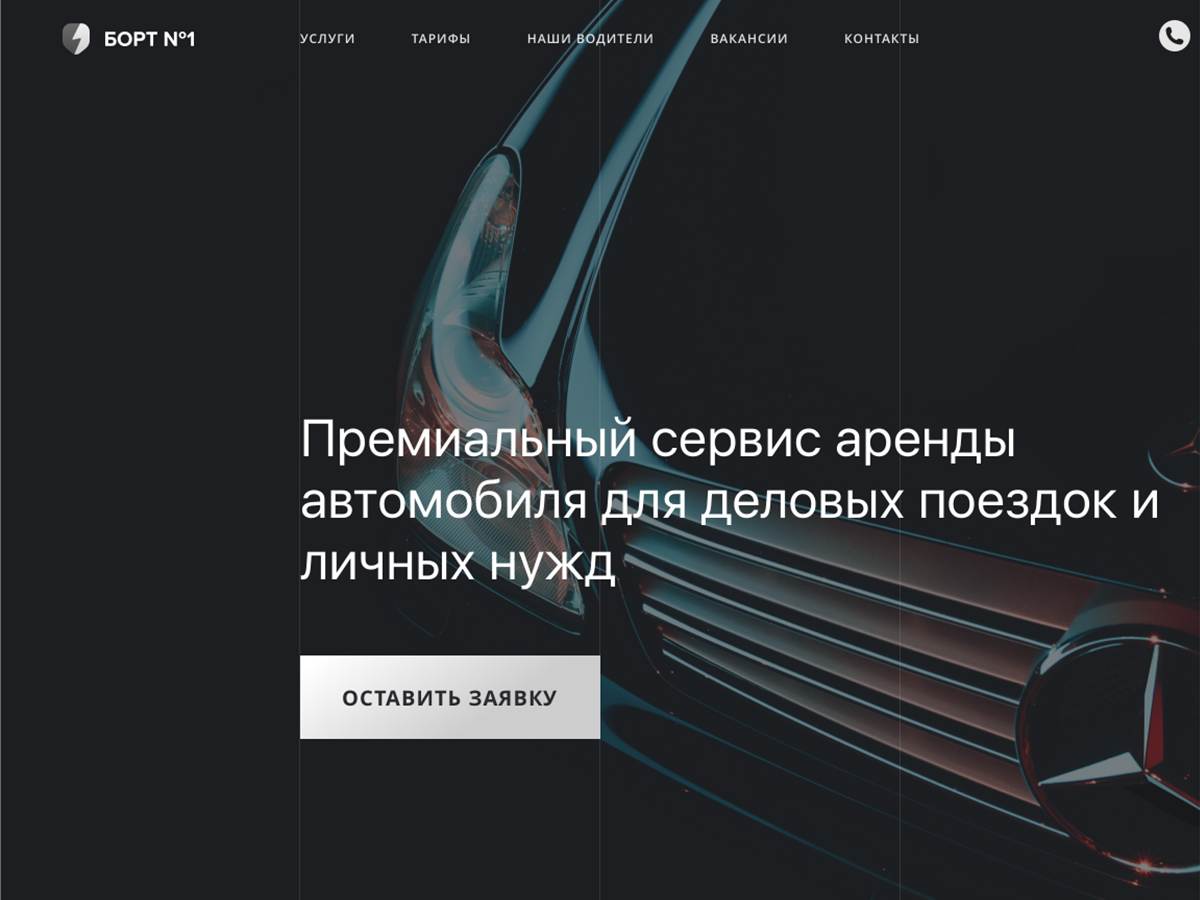 БОРТ №1
УСЛУГИ
ТАРИФЫ
НАШИ ВОДИТЕЛИ
ВАКАНСИИ
КОНТАКТЫ
Премиальный сервис аренды
автомобиля для деловых поездок и
личных нужд
ОСТАВИТЬ ЗАЯВКУ